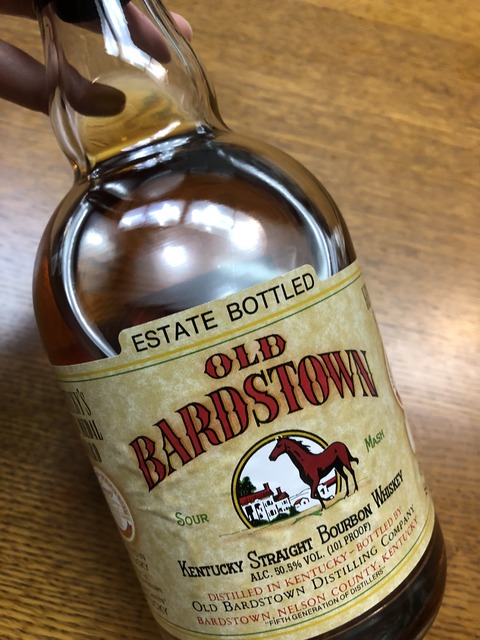 ESTATE BOTTLED
OLD
BARDSTOWN
SOUR MASH
KENTUCKY STRAIGHT BOURBON WHISKEY
ALC. 50.5% VOL. (101 PROOF)
DISTILLED IN KENTUCKY - BOTTLED BY
OLD BARDSTOWN DISTILLING COMPANY
BARDSTOWN, NELSON COUNTY, KENTUCKY
"FIFTH GENERATION OF DISTILLERS"